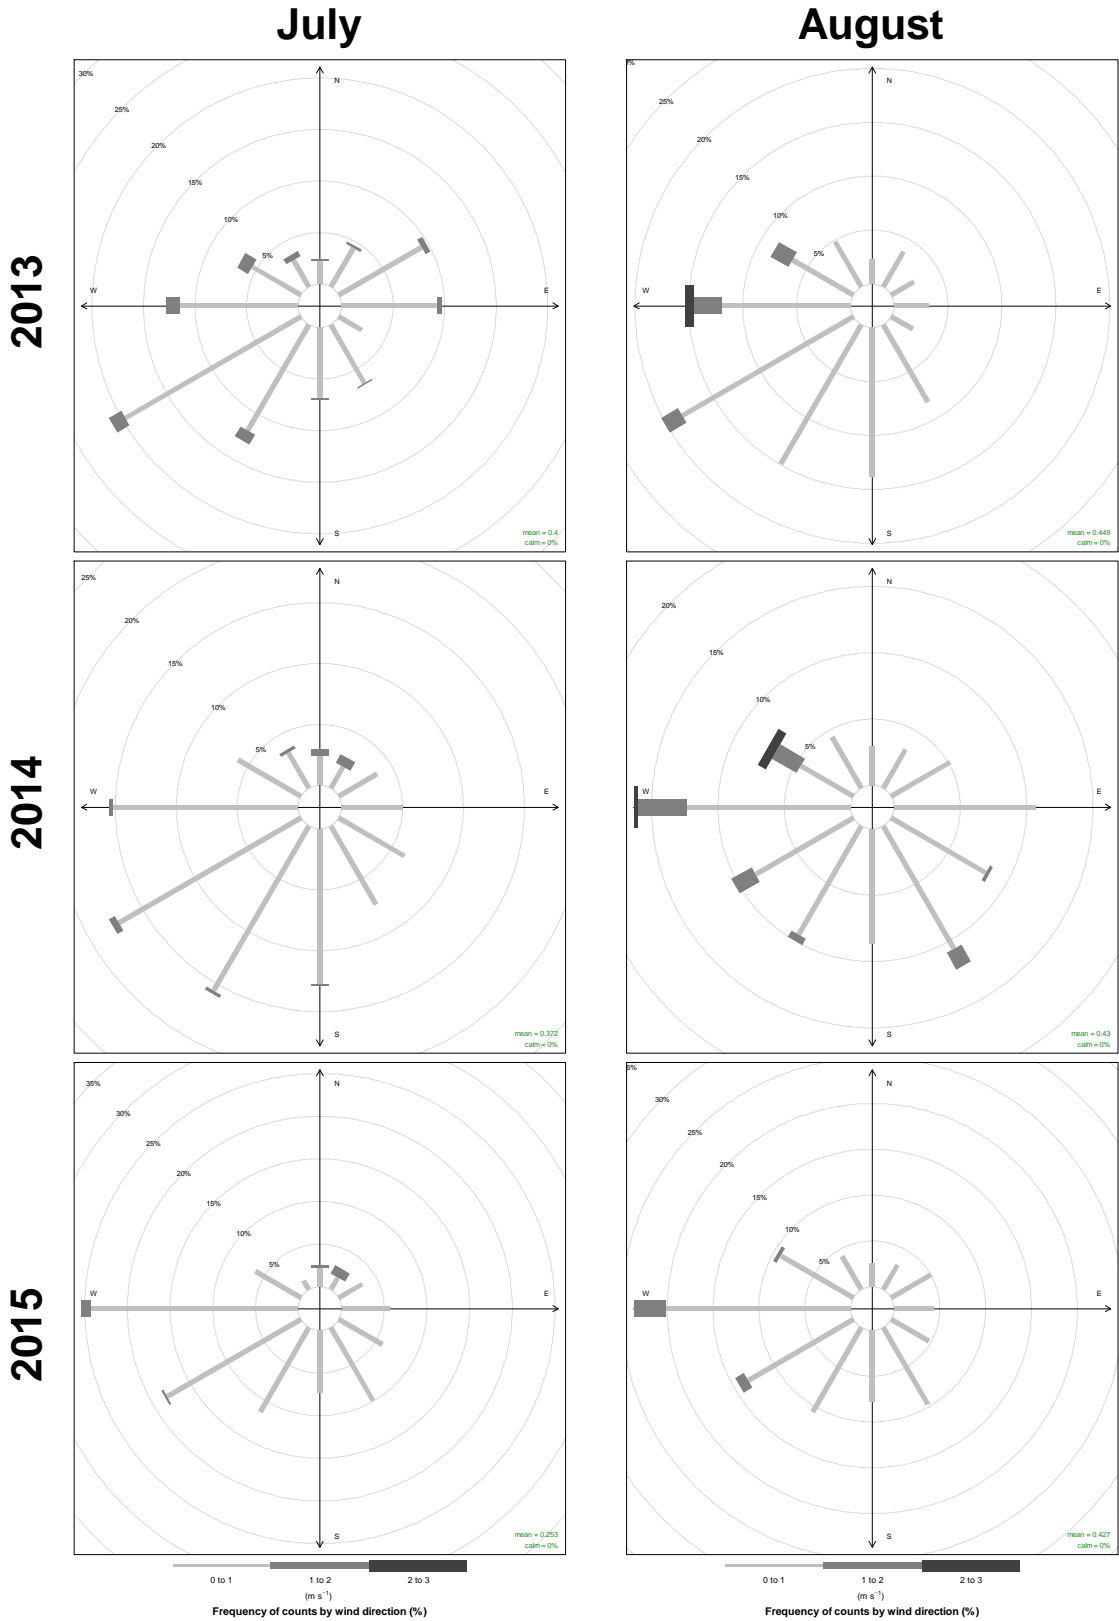 July
August
2013
30%
25%
20%
15%
10%
5%
N
W
E
S
mean = 0.4
calm = 0%
25%
20%
15%
10%
5%
N
W
E
S
mean = 0.449
calm = 0%
2014
25%
20%
15%
10%
5%
N
W
E
S
mean = 0.372
calm = 0%
20%
15%
10%
5%
N
W
E
S
mean = 0.43
calm = 0%
2015
35%
30%
25%
20%
15%
10%
5%
N
W
E
S
mean = 0.253
calm = 0%
5%
30%
25%
20%
15%
10%
5%
N
W
E
S
mean = 0.427
calm = 0%
0 to 1 1 to 2 2 to 3
(m s⁻¹)
Frequency of counts by wind direction (%)
0 to 1 1 to 2 2 to 3
(m s⁻¹)
Frequency of counts by wind direction (%)